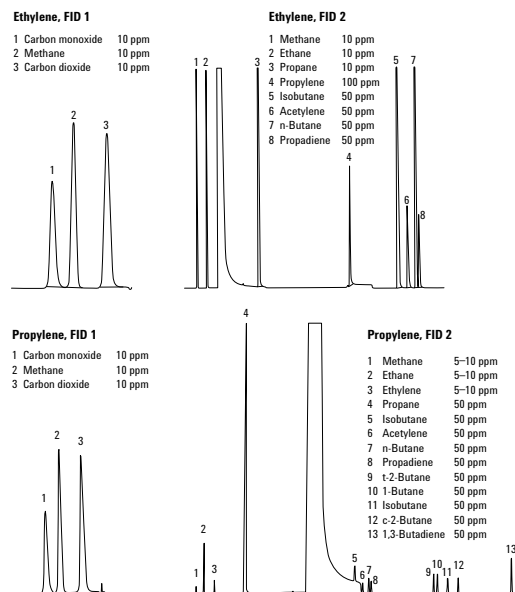 Ethylene, FID 1
1 Carbon monoxide 10 ppm
2 Methane 10 ppm
3 Carbon dioxide 10 ppm
1
2
3
Ethylene, FID 2
1 Methane 10 ppm
2 Ethane 10 ppm
3 Propane 10 ppm
4 Propylene 100 ppm
5 Isobutane 50 ppm
6 Acetylene 50 ppm
7 n-Butane 50 ppm
8 Propadiene 50 ppm
1 2
3
4
5 7
6
8
Propylene, FID 1
1 Carbon monoxide 10 ppm
2 Methane 10 ppm
3 Carbon dioxide 10 ppm
1
2
3
Propylene, FID 2
1 Methane 5–10 ppm
2 Ethane 5–10 ppm
3 Ethylene 5–10 ppm
4 Propane 50 ppm
5 Isobutane 50 ppm
6 Acetylene 50 ppm
7 n-Butane 50 ppm
8 Propadiene 50 ppm
9 t-2-Butane 50 ppm
10 1-Butane 50 ppm
11 Isobutane 50 ppm
12 c-2-Butane 50 ppm
13 1,3-Butadiene 50 ppm
1
2
3
4
5
6
7
8
9
10
11
12
13